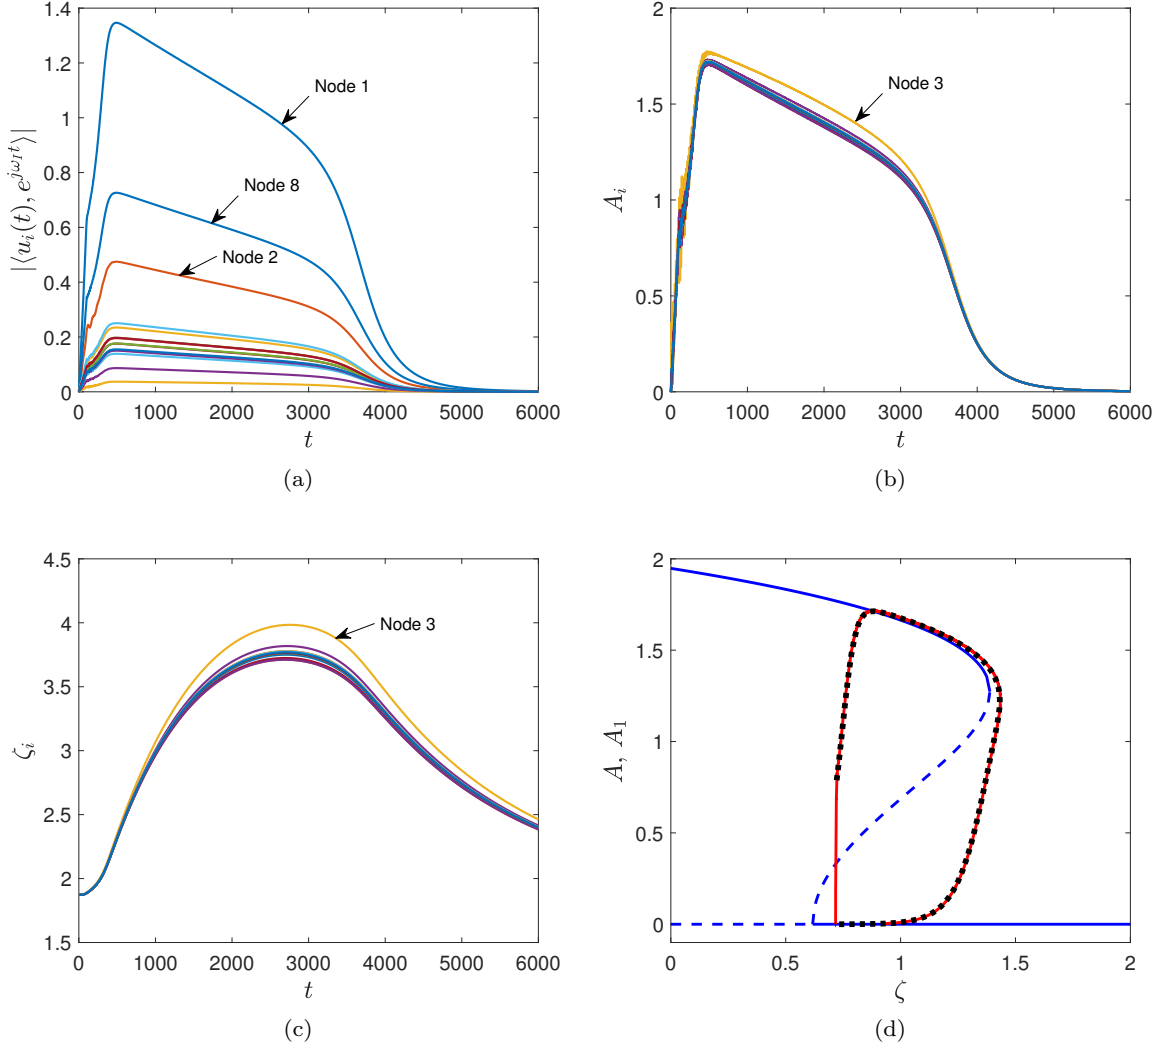 1.4
1.2
1
0.8
0.6
0.4
0.2
0
|⟨u_i(t), e^{jω_I t}⟩|
Node 1
Node 8
Node 2
0 1000 2000 3000 4000 5000 6000
t
(a)
2
1.5
1
0.5
0
A_i
Node 3
0 1000 2000 3000 4000 5000 6000
t
(b)
4.5
4
3.5
3
2.5
2
1.5
ζ_i
Node 3
0 1000 2000 3000 4000 5000 6000
t
(c)
2
1.5
1
0.5
0
A, A_1
0 0.5 1 1.5 2
ζ
(d)